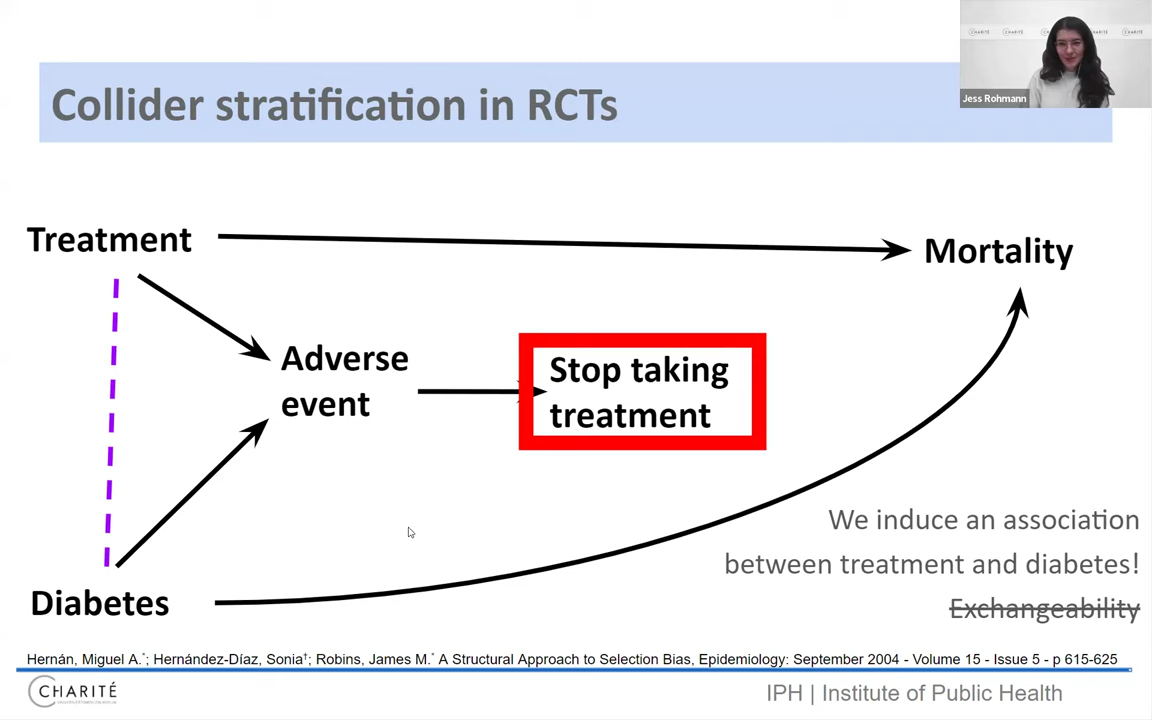 Jess Rohmann
Collider stratification in RCTs
Treatment
Mortality
Adverse
event
Stop taking
treatment
Diabetes
We induce an association
between treatment and diabetes!
Exchangeability
Hernán, Miguel A.*; Hernández-Díaz, Sonia†; Robins, James M.* A Structural Approach to Selection Bias, Epidemiology: September 2004 - Volume 15 - Issue 5 - p 615-625
CHARITÉ
IPH | Institute of Public Health